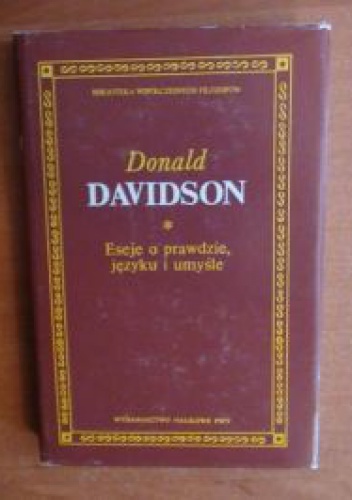 BIBLIOTEKA WSPÓŁCZESNYCH FILOZOFÓW
Donald
DAVIDSON
*
Eseje o prawdzie,
języku i umyśle
WYDAWNICTWO NAUKOWE PWN